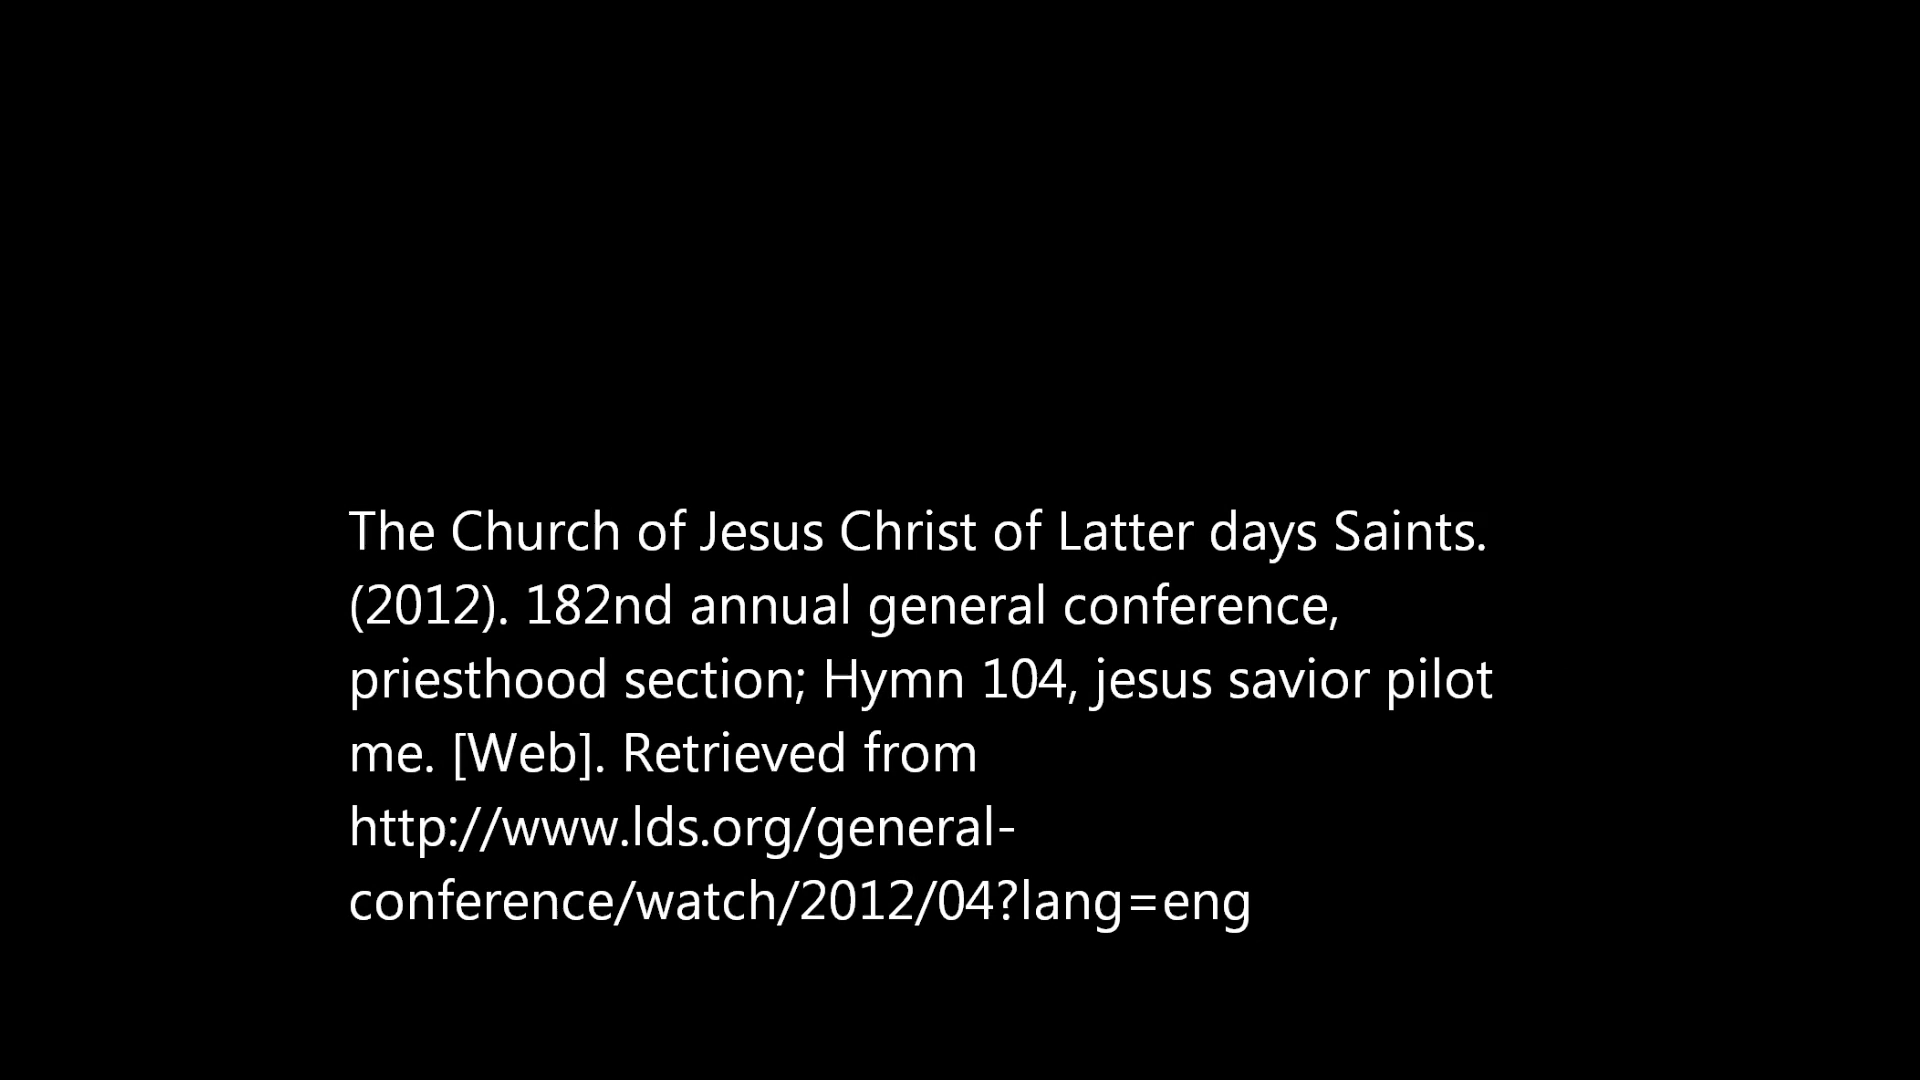 The Church of Jesus Christ of Latter days Saints.
(2012). 182nd annual general conference,
priesthood section; Hymn 104, jesus savior pilot
me. [Web]. Retrieved from
http://www.lds.org/general-
conference/watch/2012/04?lang=eng